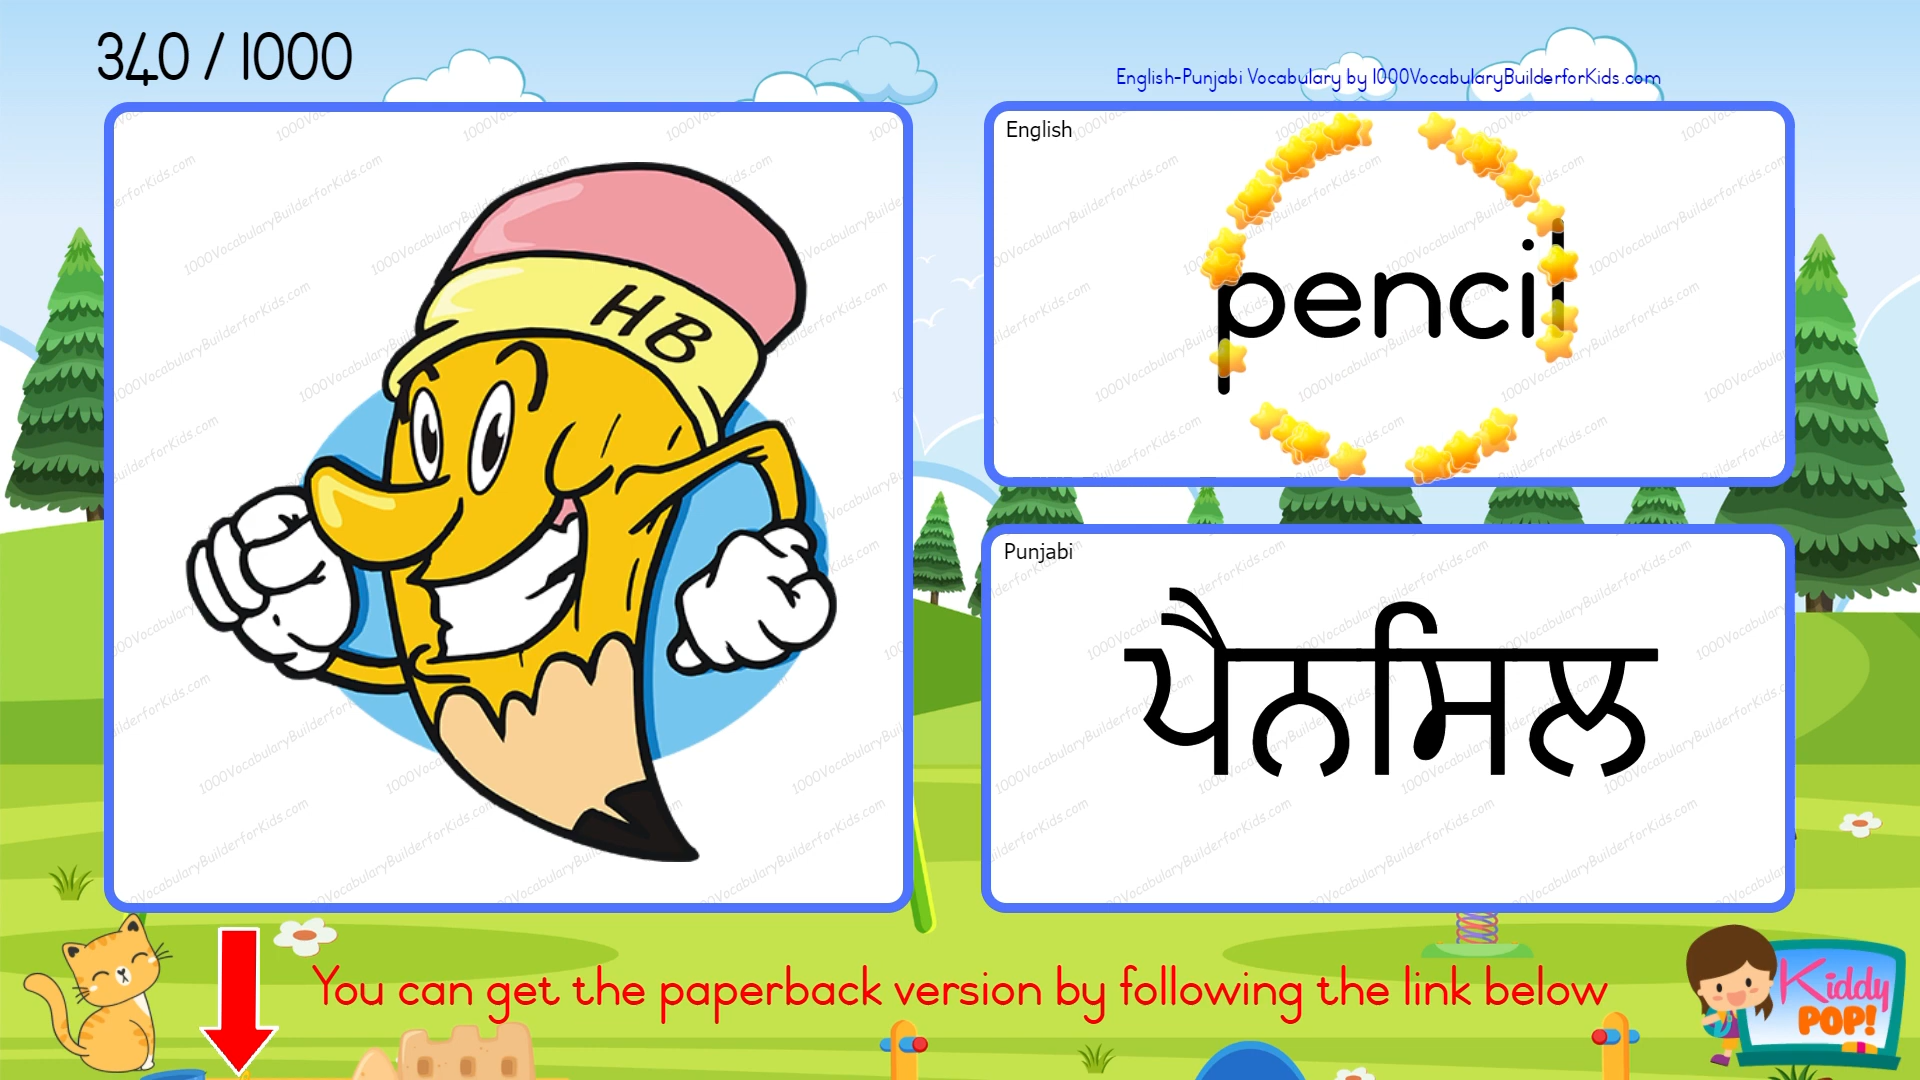 340 / 1000
English-Punjabi Vocabulary by 1000VocabularyBuilderforKids.com
HB
English
pencil
Punjabi
ਪੈਨਸਿਲ
You can get the paperback version by following the link below
Kiddy
POP!